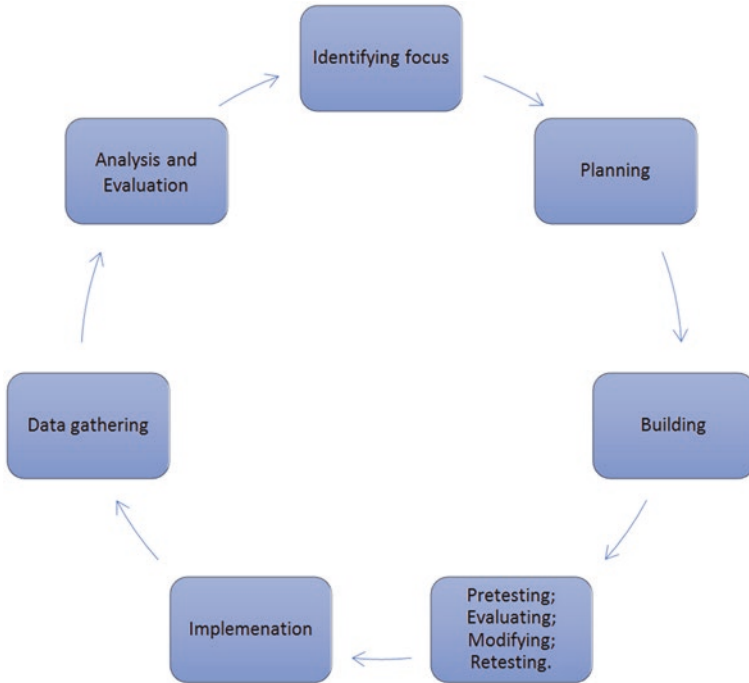 Identifying focus
Planning
Building
Pretesting;
Evaluating;
Modifying;
Retesting.
Implemenation
Data gathering
Analysis and
Evaluation